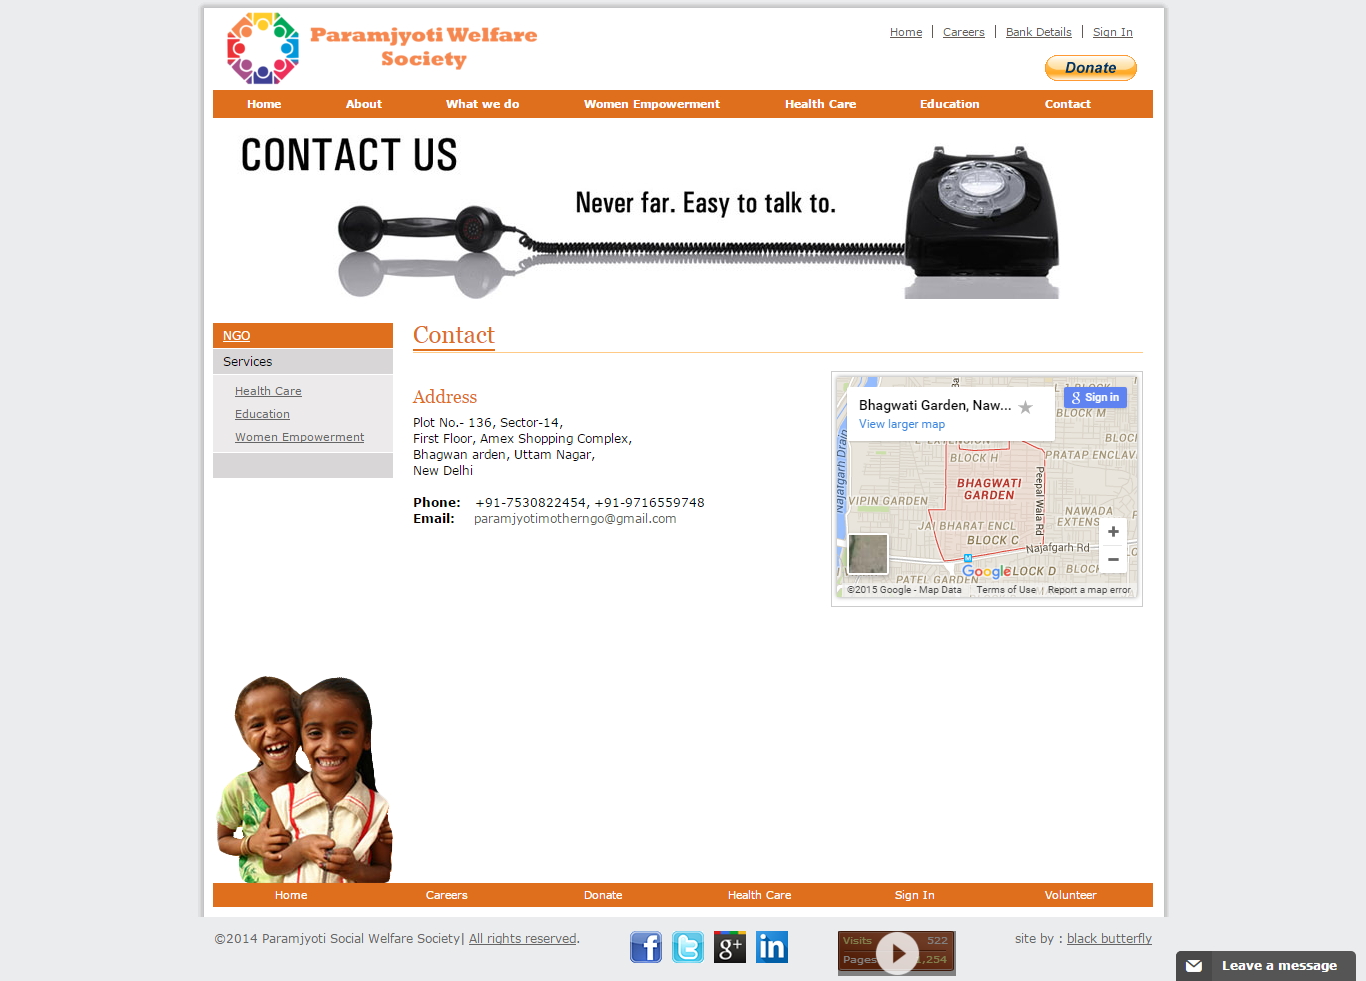 Paramjyoti Welfare
Society
Home
Careers
Bank Details
Sign In
Donate
Home
About
What we do
Women Empowerment
Health Care
Education
Contact
CONTACT US
Never far. Easy to talk to.
NGO
Services
Health Care
Education
Women Empowerment
Contact
Address
Plot No.- 136, Sector-14,
First Floor, Amex Shopping Complex,
Bhagwan arden, Uttam Nagar,
New Delhi
Phone: +91-7530822454, +91-9716559748
Email: paramjyotimotherngo@gmail.com
Bhagwati Garden, Naw...
View larger map
Sign in
BLOCK M
BLOCK H
PRATAP ENCLAV
Najafgarh Drain
BHAGWATI
GARDEN
Peepal Wala Rd
VIPIN GARDEN
NAWADA
EXTENS
JAI BHARAT ENCL
BLOCK C
Najafgarh Rd
PATEL GARDEN
Google
BLOCK D
BLOCK
©2015 Google - Map Data
Terms of Use
Report a map error
Home
Careers
Donate
Health Care
Sign In
Volunteer
©2014 Paramjyoti Social Welfare Society| All rights reserved.
Visits 522
Pages 1,254
site by : black butterfly
Leave a message